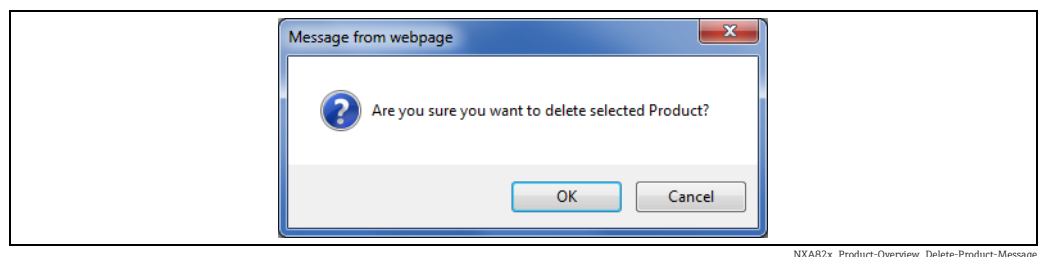 Message from webpage
Are you sure you want to delete selected Product?
OK Cancel
NXA82x_Product-Overview_Delete-Product-Message